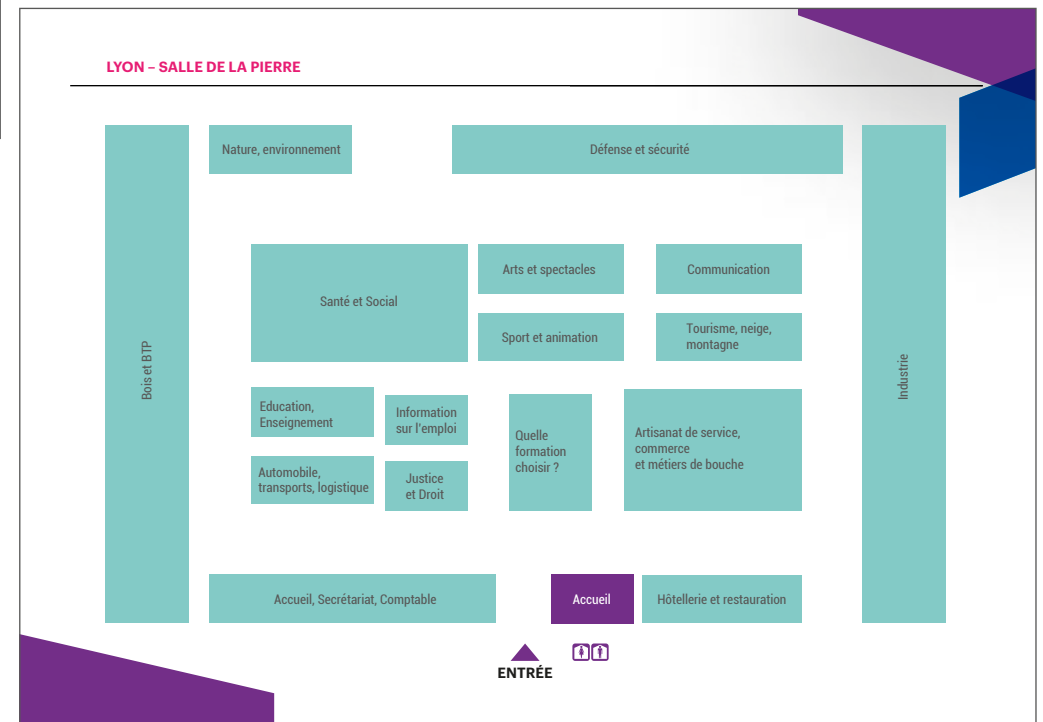 LYON – SALLE DE LA PIERRE
Nature, environnement
Défense et sécurité
Bois et BTP
Santé et Social
Arts et spectacles
Communication
Sport et animation
Tourisme, neige,
montagne
Industrie
Education,
Enseignement
Information
sur l'emploi
Quelle
formation
choisir ?
Artisanat de service,
commerce
et métiers de bouche
Automobile,
transports, logistique
Justice
et Droit
Accueil, Secrétariat, Comptable
Accueil
Hôtellerie et restauration
ENTRÉE